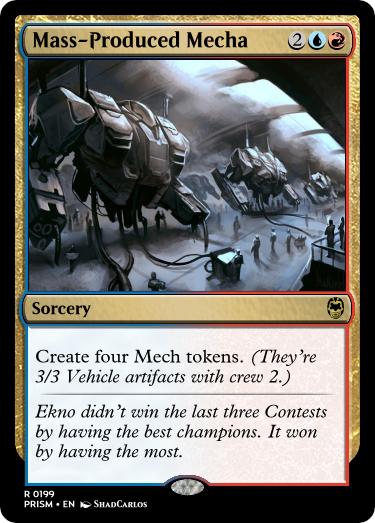 Mass-Produced Mecha 2
Sorcery
Create four Mech tokens. (They're
3/3 Vehicle artifacts with crew 2.)
Ekno didn't win the last three Contests
by having the best champions. It won
by having the most.
R 0199
PRISM • EN ShadCarlos